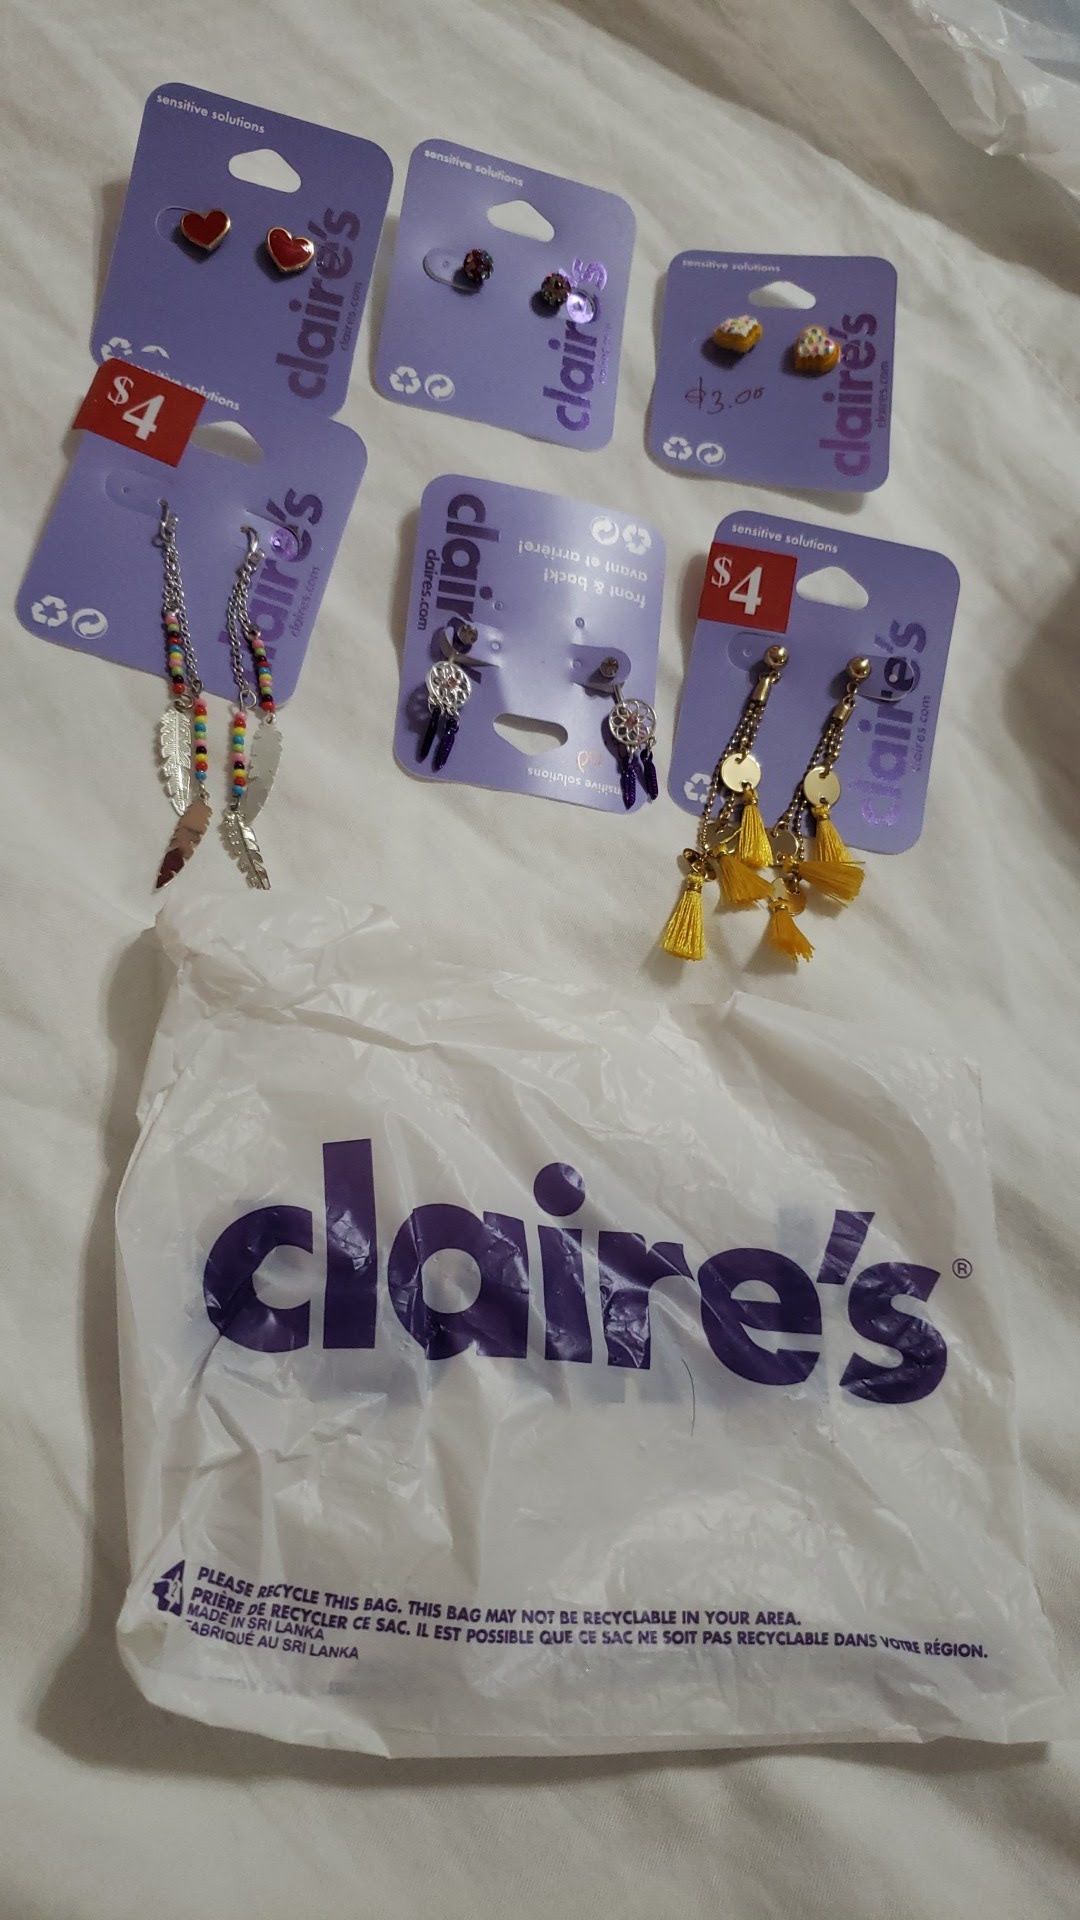 sensitive solutions
claire's
claires.com
sensitive solutions
claire's
sensitive solutions
$3.00
claire's
claires.com
$4
sensitive solutions
claire's
claires.com
claire's
claires.com
front & back!
avant et arrière!
sensitive solutions
sensitive solutions
$4
claire's
claires.com
claire's®
2
PLEASE RECYCLE THIS BAG. THIS BAG MAY NOT BE RECYCLABLE IN YOUR AREA.
PRIÈRE DE RECYCLER CE SAC. IL EST POSSIBLE QUE CE SAC NE SOIT PAS RECYCLABLE DANS VOTRE RÉGION.
MADE IN SRI LANKA
FABRIQUÉ AU SRI LANKA